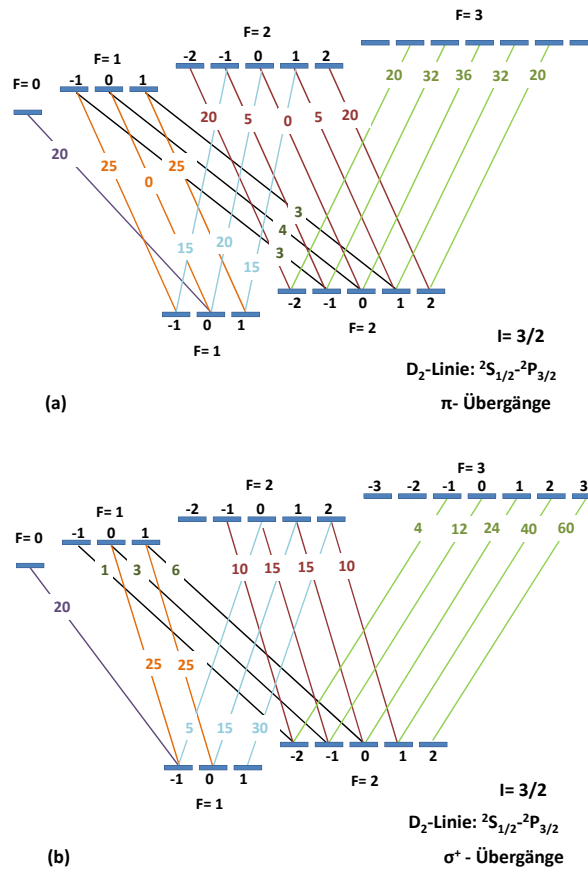 F= 2
F= 3
F= 1
-2 -1 0 1 2
-1 0 1
F= 0
20 32 36 32 20
20 5 0 5 20
20 25 0 25
3
4
3
15 20 15
-2 -1 0 1 2
-1 0 1
F= 2
F= 1
I= 3/2
D2-Linie: ²S1/2-²P3/2
(a)
π- Übergänge
F= 3
F= 2
-3 -2 -1 0 1 2 3
F= 1
-2 -1 0 1 2
-1 0 1
F= 0
4 12 24 40 60
10 15 15 10
1 3 6
20
25 25
5 15 30
-2 -1 0 1 2
-1 0 1
F= 2
F= 1
I= 3/2
D2-Linie: ²S1/2-²P3/2
(b)
σ⁺ - Übergänge